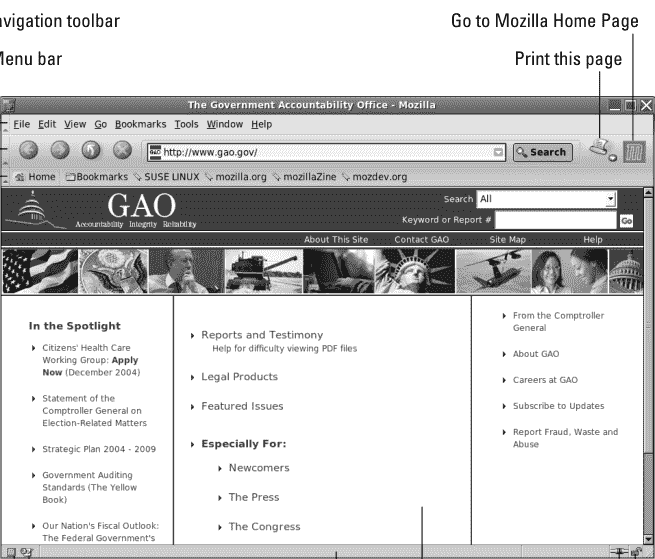 avigation toolbar
Go to Mozilla Home Page
Menu bar
Print this page
The Government Accountability Office - Mozilla
File Edit View Go Bookmarks Tools Window Help
GAO http://www.gao.gov/ Search
Home Bookmarks SUSE LINUX mozilla.org mozillaZine mozdev.org
GAO
Accountability Integrity Reliability
Search All
Keyword or Report # Go
About This Site Contact GAO Site Map Help
In the Spotlight
Citizens' Health Care
Working Group: Apply
Now (December 2004)
Statement of the
Comptroller General on
Election-Related Matters
Strategic Plan 2004 - 2009
Government Auditing
Standards (The Yellow
Book)
Our Nation's Fiscal Outlook:
The Federal Government's
Reports and Testimony
Help for difficulty viewing PDF files
Legal Products
Featured Issues
Especially For:
Newcomers
The Press
The Congress
From the Comptroller
General
About GAO
Careers at GAO
Subscribe to Updates
Report Fraud, Waste and
Abuse